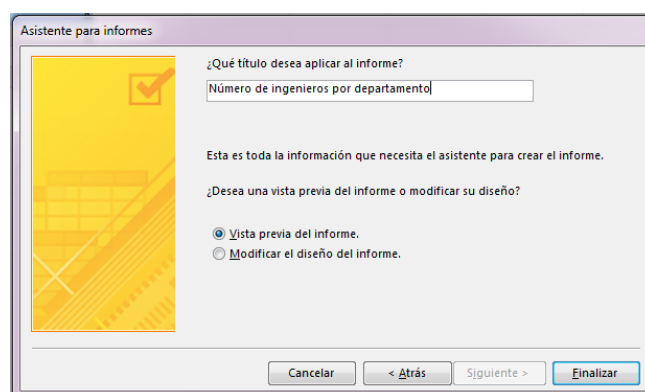 Asistente para informes
¿Qué título desea aplicar al informe?
Número de ingenieros por departamento
Esta es toda la información que necesita el asistente para crear el informe.
¿Desea una vista previa del informe o modificar su diseño?
Vista previa del informe.
Modificar el diseño del informe.
Cancelar < Atrás Siguiente > Finalizar